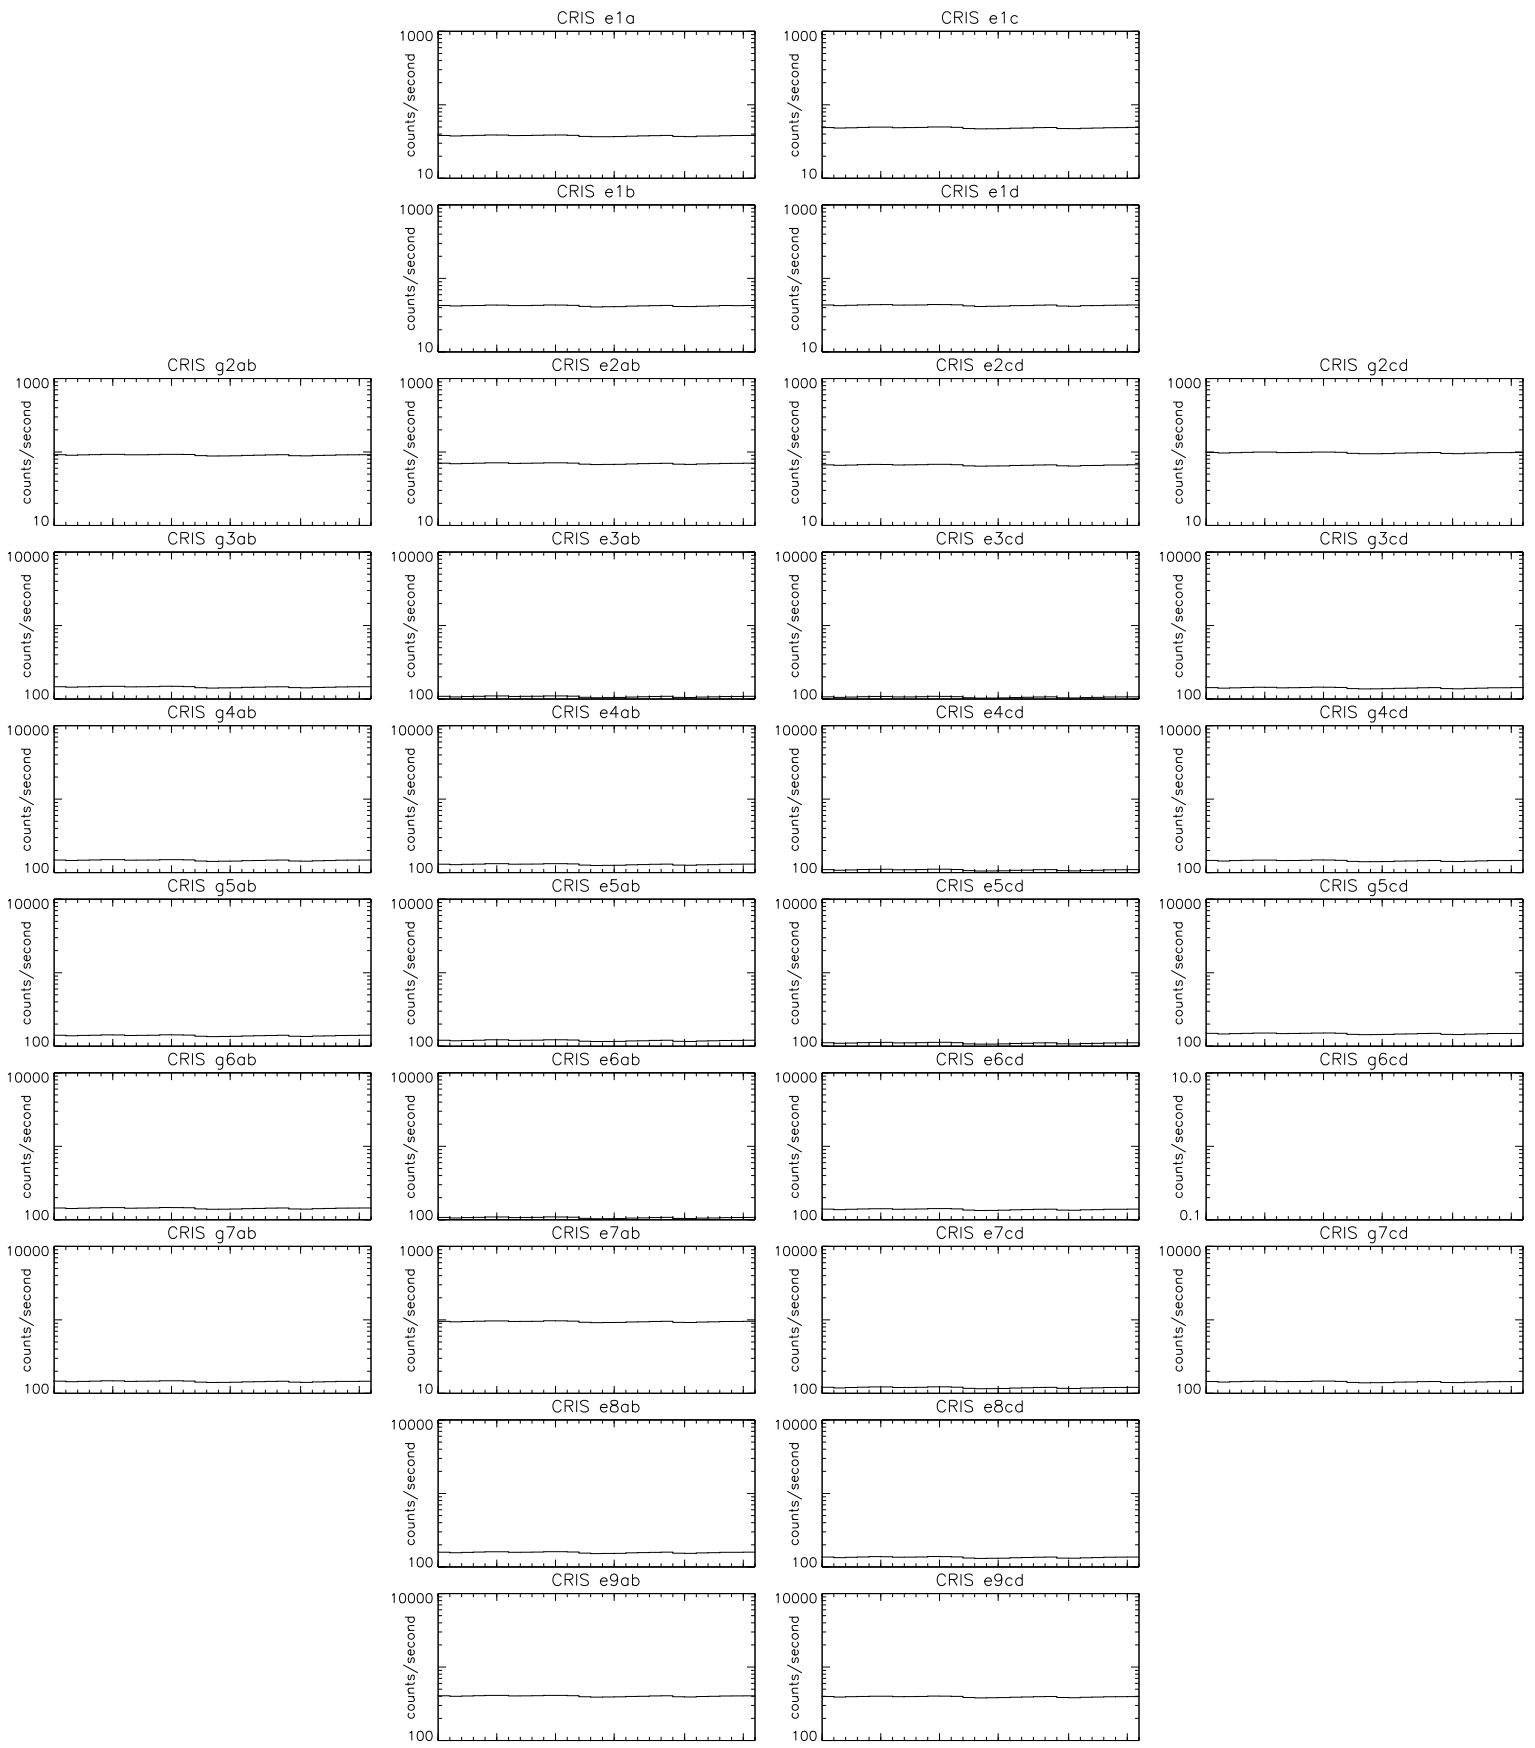 CRIS e1a
CRIS e1c
1000
counts/second
10
1000
counts/second
10
CRIS e1b
CRIS e1d
1000
counts/second
10
1000
counts/second
10
CRIS g2ab
CRIS e2ab
CRIS e2cd
CRIS g2cd
1000
counts/second
10
1000
counts/second
10
1000
counts/second
10
1000
counts/second
10
CRIS g3ab
CRIS e3ab
CRIS e3cd
CRIS g3cd
10000
counts/second
100
10000
counts/second
100
10000
counts/second
100
10000
counts/second
100
CRIS g4ab
CRIS e4ab
CRIS e4cd
CRIS g4cd
10000
counts/second
100
10000
counts/second
100
10000
counts/second
100
10000
counts/second
100
CRIS g5ab
CRIS e5ab
CRIS e5cd
CRIS g5cd
10000
counts/second
100
10000
counts/second
100
10000
counts/second
100
10000
counts/second
100
CRIS g6ab
CRIS e6ab
CRIS e6cd
CRIS g6cd
10000
counts/second
100
10000
counts/second
100
10000
counts/second
100
10.0
counts/second
0.1
CRIS g7ab
CRIS e7ab
CRIS e7cd
CRIS g7cd
10000
counts/second
100
1000
counts/second
10
10000
counts/second
100
10000
counts/second
100
CRIS e8ab
CRIS e8cd
10000
counts/second
100
10000
counts/second
100
CRIS e9ab
CRIS e9cd
10000
counts/second
100
10000
counts/second
100